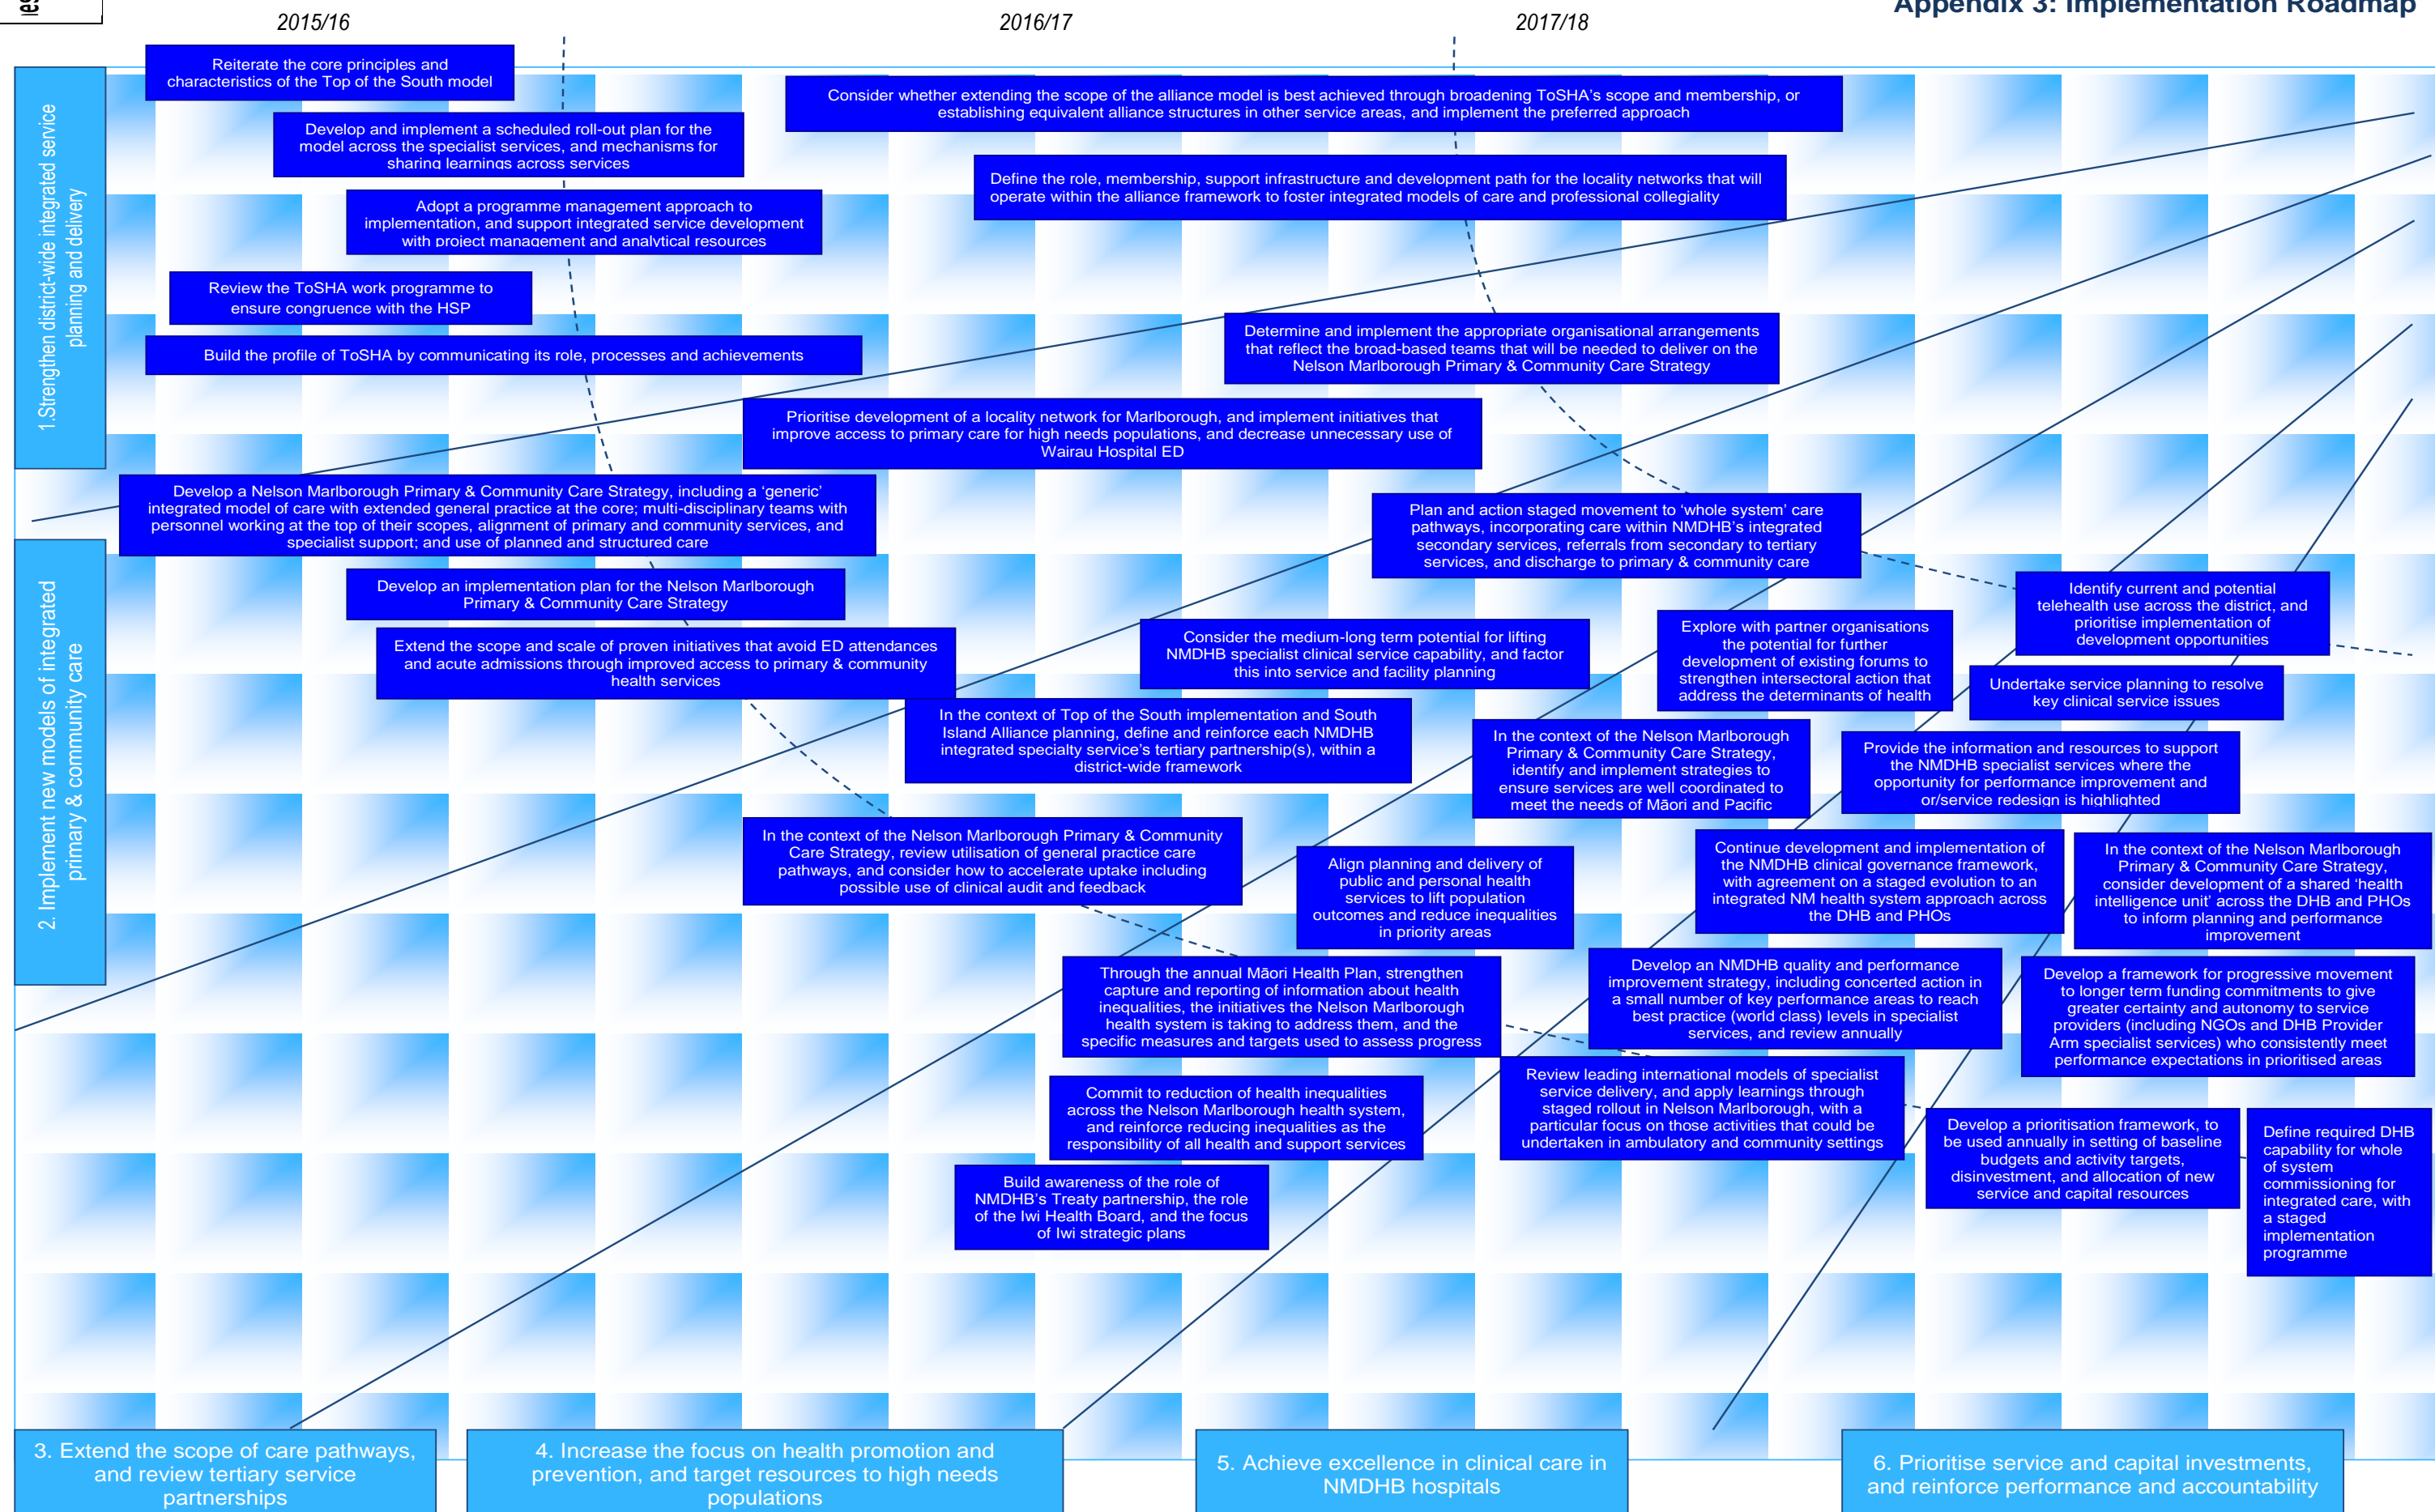 Appendix 3: Implementation Roadmap
2015/16
2016/17
2017/18
1.Strengthen district-wide integrated service
planning and delivery
Reiterate the core principles and
characteristics of the Top of the South model
Develop and implement a scheduled roll-out plan for the
model across the specialist services, and mechanisms for
sharing learnings across services
Adopt a programme management approach to
implementation, and support integrated service development
with project management and analytical resources
Review the ToSHA work programme to
ensure congruence with the HSP
Build the profile of ToSHA by communicating its role, processes and achievements
Consider whether extending the scope of the alliance model is best achieved through broadening ToSHA's scope and membership, or
establishing equivalent alliance structures in other service areas, and implement the preferred approach
Define the role, membership, support infrastructure and development path for the locality networks that will
operate within the alliance framework to foster integrated models of care and professional collegiality
Determine and implement the appropriate organisational arrangements
that reflect the broad-based teams that will be needed to deliver on the
Nelson Marlborough Primary & Community Care Strategy
Prioritise development of a locality network for Marlborough, and implement initiatives that
improve access to primary care for high needs populations, and decrease unnecessary use of
Wairau Hospital ED
2. Implement new models of integrated
primary & community care
Develop a Nelson Marlborough Primary & Community Care Strategy, including a ‘generic’
integrated model of care with extended general practice at the core; multi-disciplinary teams with
personnel working at the top of their scopes, alignment of primary and community services, and
specialist support; and use of planned and structured care
Develop an implementation plan for the Nelson Marlborough
Primary & Community Care Strategy
Extend the scope and scale of proven initiatives that avoid ED attendances
and acute admissions through improved access to primary & community
health services
Plan and action staged movement to ‘whole system’ care
pathways, incorporating care within NMDHB's integrated
secondary services, referrals from secondary to tertiary
services, and discharge to primary & community care
Consider the medium-long term potential for lifting
NMDHB specialist clinical service capability, and factor
this into service and facility planning
In the context of Top of the South implementation and South
Island Alliance planning, define and reinforce each NMDHB
integrated specialty service's tertiary partnership(s), within a
district-wide framework
In the context of the Nelson Marlborough Primary & Community
Care Strategy, review utilisation of general practice care
pathways, and consider how to accelerate uptake including
possible use of clinical audit and feedback
Explore with partner organisations
the potential for further
development of existing forums to
strengthen intersectoral action that
address the determinants of health
In the context of the Nelson Marlborough
Primary & Community Care Strategy,
identify and implement strategies to
ensure services are well coordinated to
meet the needs of Māori and Pacific
Align planning and delivery of
public and personal health
services to lift population
outcomes and reduce inequalities
in priority areas
Through the annual Māori Health Plan, strengthen
capture and reporting of information about health
inequalities, the initiatives the Nelson Marlborough
health system is taking to address them, and the
specific measures and targets used to assess progress
Commit to reduction of health inequalities
across the Nelson Marlborough health system,
and reinforce reducing inequalities as the
responsibility of all health and support services
Build awareness of the role of
NMDHB's Treaty partnership, the role
of the Iwi Health Board, and the focus
of Iwi strategic plans
Identify current and potential
telehealth use across the district, and
prioritise implementation of
development opportunities
Undertake service planning to resolve
key clinical service issues
Provide the information and resources to support
the NMDHB specialist services where the
opportunity for performance improvement and
or/service redesign is highlighted
Continue development and implementation of
the NMDHB clinical governance framework,
with agreement on a staged evolution to an
integrated NM health system approach across
the DHB and PHOs
Develop an NMDHB quality and performance
improvement strategy, including concerted action in
a small number of key performance areas to reach
best practice (world class) levels in specialist
services, and review annually
Review leading international models of specialist
service delivery, and apply learnings through
staged rollout in Nelson Marlborough, with a
particular focus on those activities that could be
undertaken in ambulatory and community settings
In the context of the Nelson Marlborough
Primary & Community Care Strategy,
consider development of a shared ‘health
intelligence unit’ across the DHB and PHOs
to inform planning and performance
improvement
Develop a framework for progressive movement
to longer term funding commitments to give
greater certainty and autonomy to service
providers (including NGOs and DHB Provider
Arm specialist services) who consistently meet
performance expectations in prioritised areas
Develop a prioritisation framework, to
be used annually in setting of baseline
budgets and activity targets,
disinvestment, and allocation of new
service and capital resources
Define required DHB
capability for whole
of system
commissioning for
integrated care, with
a staged
implementation
programme
3. Extend the scope of care pathways,
and review tertiary service
partnerships
4. Increase the focus on health promotion and
prevention, and target resources to high needs
populations
5. Achieve excellence in clinical care in
NMDHB hospitals
6. Prioritise service and capital investments,
and reinforce performance and accountability